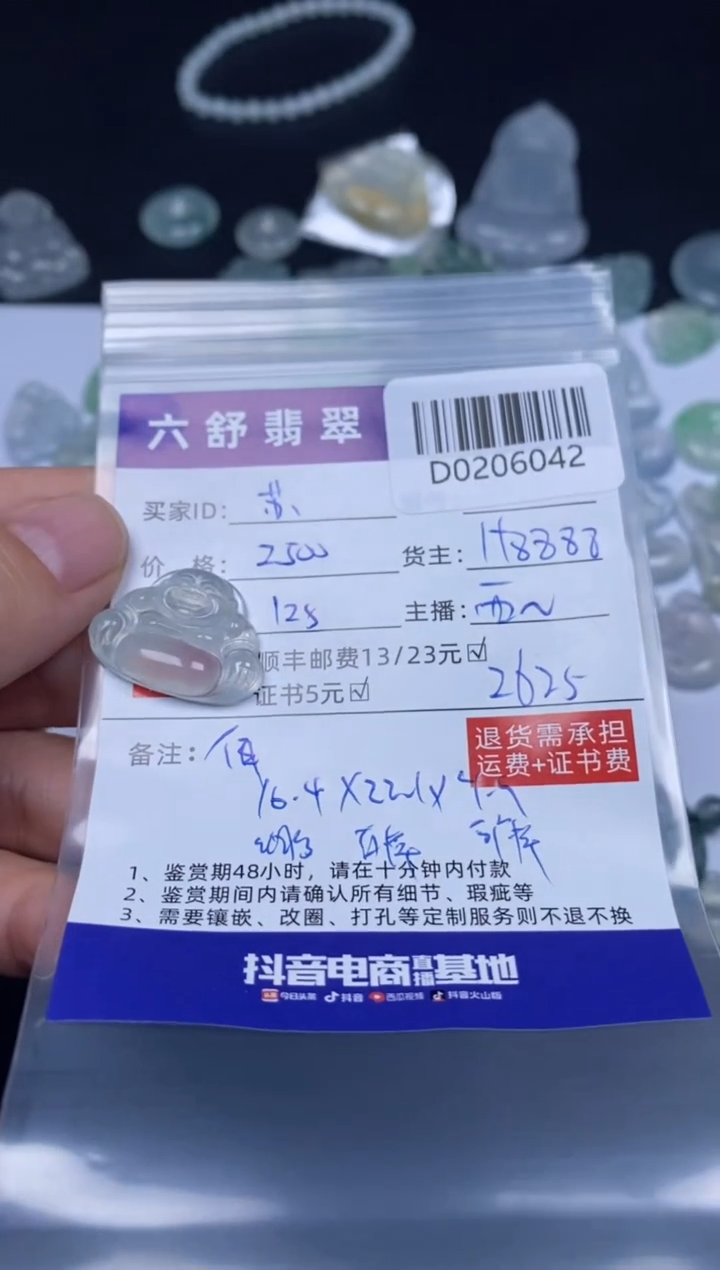 六舒翡翠
D0206042
买家ID: 苏
价格: 2500 货主: H8888
125 主播:
顺丰邮费13/23元☑
证书5元☑ 2625
退货需承担
运费+证书费
备注:
16.4 X
1、鉴赏期48小时，请在十分钟内付款
2、鉴赏期间内请确认所有细节、瑕疵等
3、需要镶嵌、改圈、打孔等定制服务则不退不换
抖音电商直播基地
头条 今日头条 抖音 西瓜视频 抖音火山版